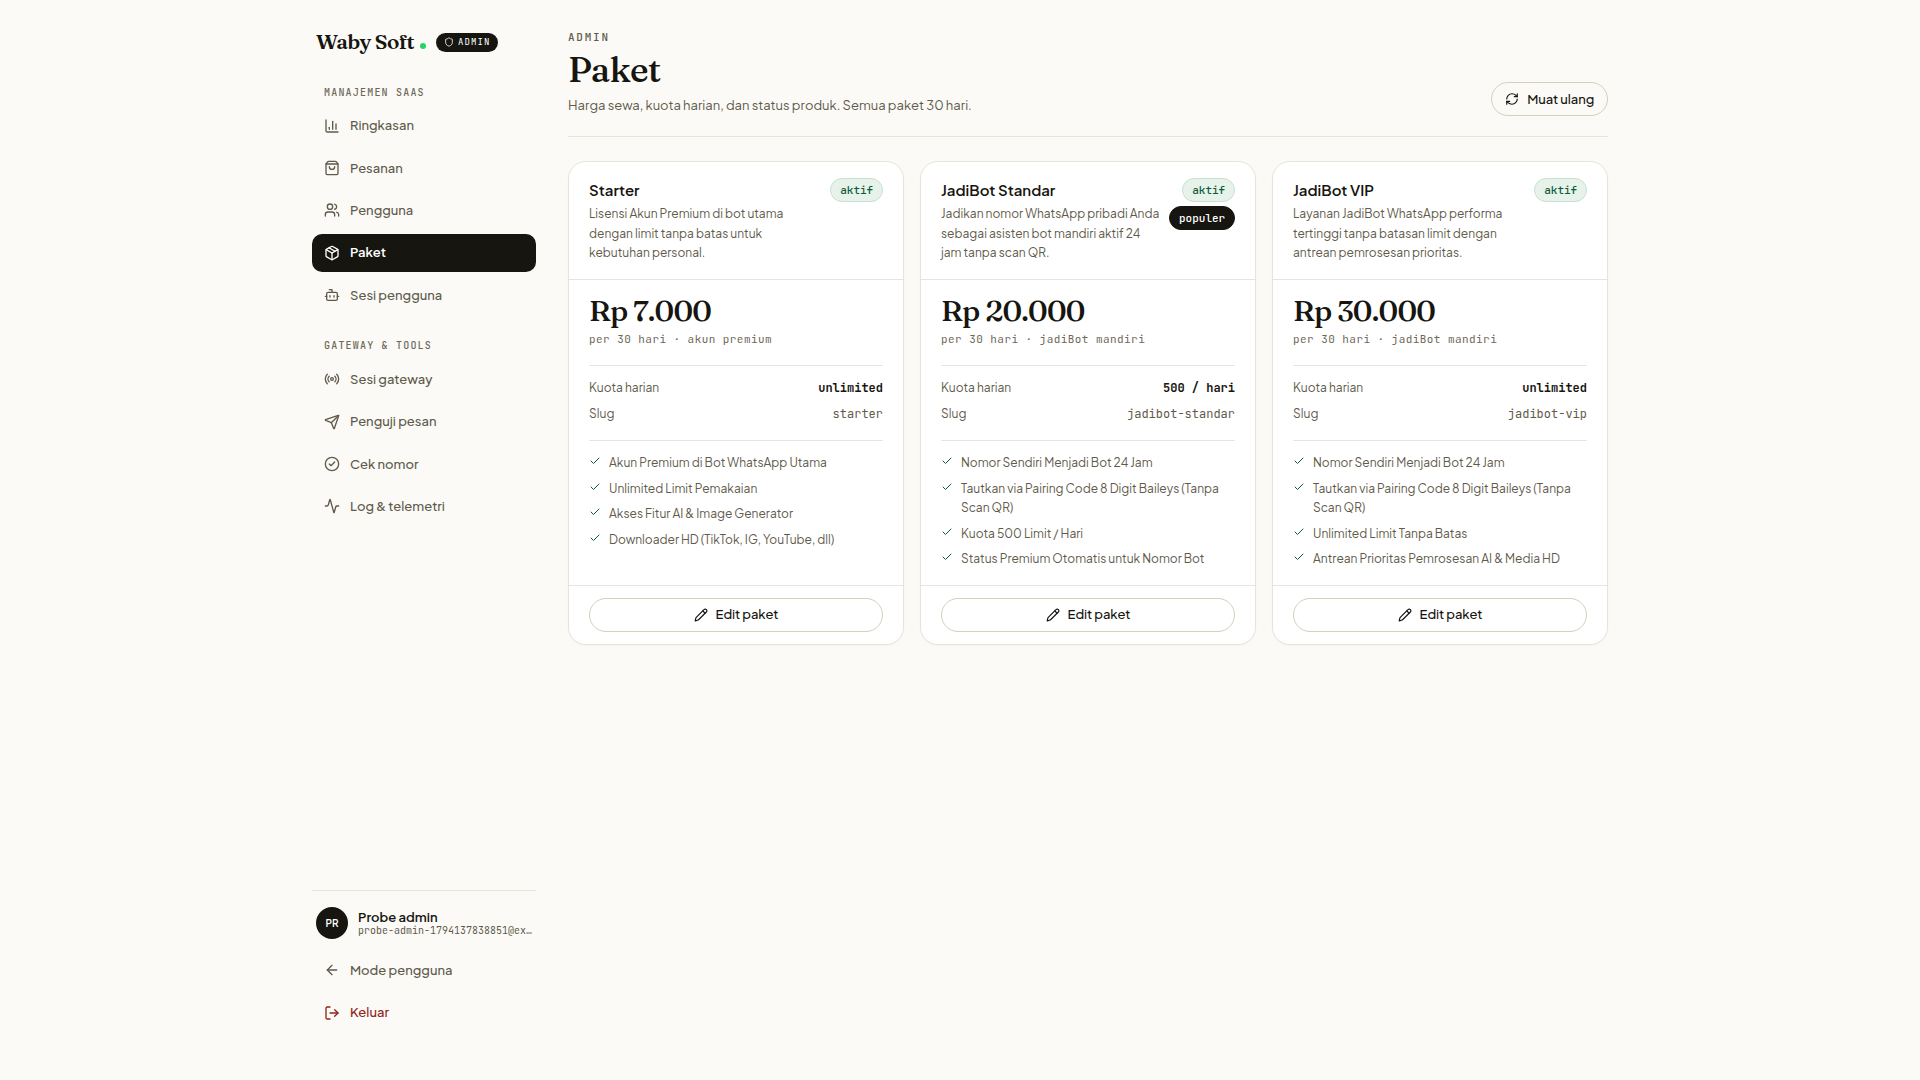 Waby Soft
ADMIN
MANAJEMEN SAAS
Ringkasan
Pesanan
Pengguna
Paket
Sesi pengguna
GATEWAY & TOOLS
Sesi gateway
Penguji pesan
Cek nomor
Log & telemetri
PR
Probe admin
probe-admin-1794137838851@ex…
Mode pengguna
Keluar
ADMIN
Paket
Harga sewa, kuota harian, dan status produk. Semua paket 30 hari.
Muat ulang
Starter
aktif
Lisensi Akun Premium di bot utama
dengan limit tanpa batas untuk
kebutuhan personal.
Rp 7.000
per 30 hari · akun premium
Kuota harian unlimited
Slug starter
Akun Premium di Bot WhatsApp Utama
Unlimited Limit Pemakaian
Akses Fitur AI & Image Generator
Downloader HD (TikTok, IG, YouTube, dll)
Edit paket
JadiBot Standar
aktif
populer
Jadikan nomor WhatsApp pribadi Anda
sebagai asisten bot mandiri aktif 24
jam tanpa scan QR.
Rp 20.000
per 30 hari · jadiBot mandiri
Kuota harian 500 / hari
Slug jadibot-standar
Nomor Sendiri Menjadi Bot 24 Jam
Tautkan via Pairing Code 8 Digit Baileys (Tanpa
Scan QR)
Kuota 500 Limit / Hari
Status Premium Otomatis untuk Nomor Bot
Edit paket
JadiBot VIP
aktif
Layanan JadiBot WhatsApp performa
tertinggi tanpa batasan limit dengan
antrean pemrosesan prioritas.
Rp 30.000
per 30 hari · jadiBot mandiri
Kuota harian unlimited
Slug jadibot-vip
Nomor Sendiri Menjadi Bot 24 Jam
Tautkan via Pairing Code 8 Digit Baileys (Tanpa
Scan QR)
Unlimited Limit Tanpa Batas
Antrean Prioritas Pemrosesan AI & Media HD
Edit paket